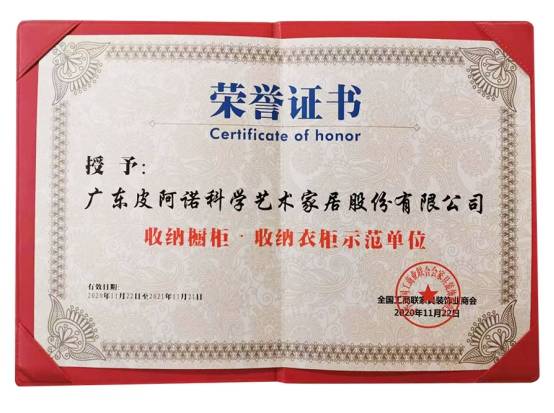 荣誉证书
Certificate of honor
授 予：
广东皮阿诺科学艺术家居股份有限公司
收纳橱柜·收纳衣柜示范单位
有效日期：
2020年11月22日至2021年11月21日
全国工商联家具装饰业商会
2020年11月22日